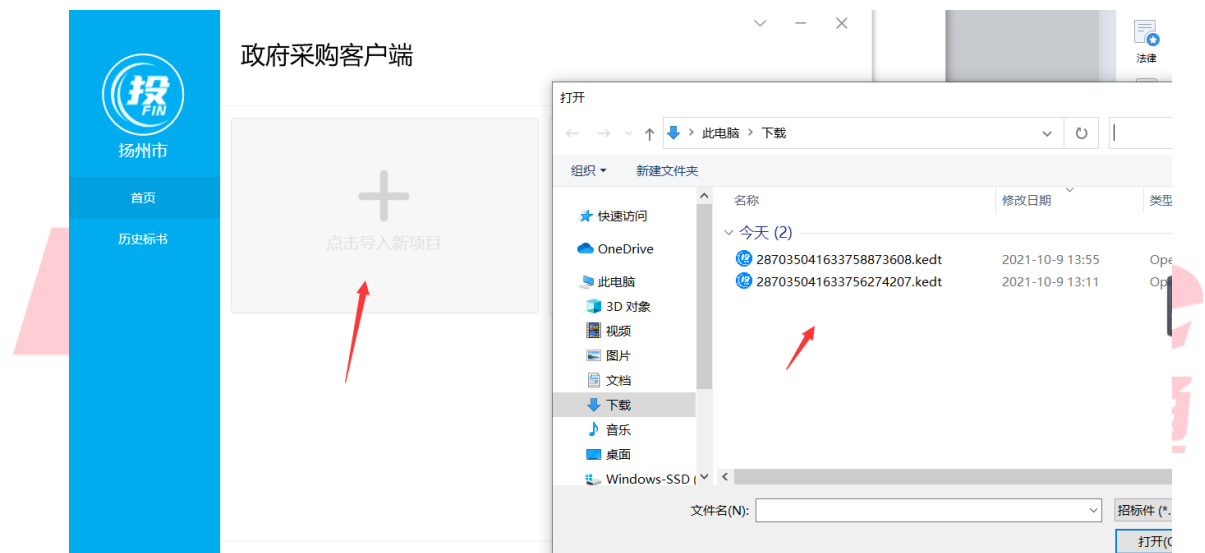 政府采购客户端
投
FIN
扬州市
首页
历史标书
点击导入新项目
法律
打开
此电脑 > 下载
组织
新建文件夹
名称
修改日期
类型
今天 (2)
287035041633758873608.kedt
2021-10-9 13:55
Ope
287035041633756274207.kedt
2021-10-9 13:11
Op
快速访问
OneDrive
此电脑
3D 对象
视频
图片
文档
下载
音乐
桌面
Windows-SSD (
文件名(N):
招标件 (*.
打开(O
通